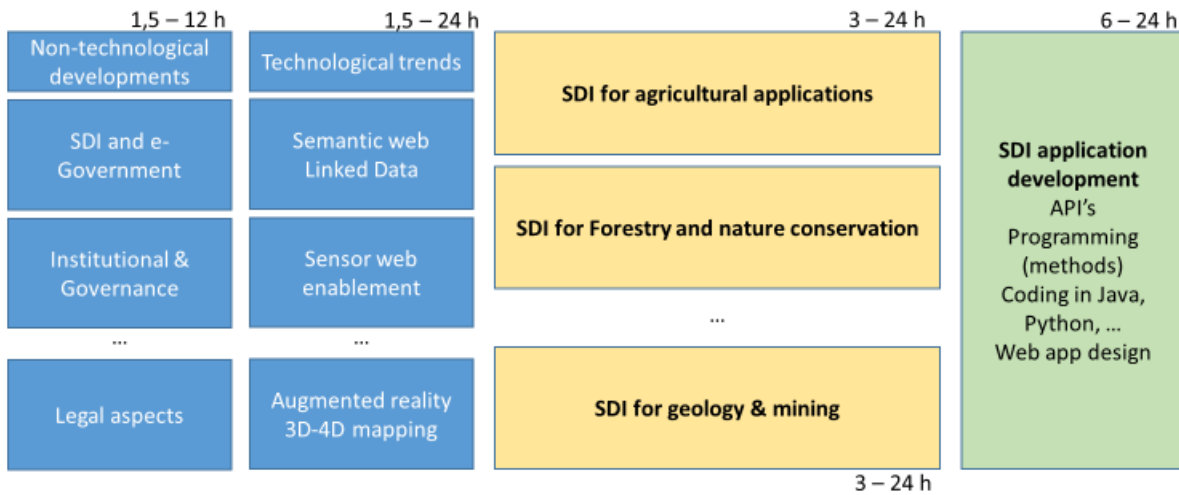 1,5 – 12 h
Non-technological
developments
SDI and e-
Government
Institutional &
Governance
...
Legal aspects
1,5 – 24 h
Technological trends
Semantic web
Linked Data
Sensor web
enablement
...
Augmented reality
3D-4D mapping
3 – 24 h
SDI for agricultural applications
SDI for Forestry and nature conservation
...
SDI for geology & mining
3 – 24 h
6 – 24 h
SDI application
development
API’s
Programming
(methods)
Coding in Java,
Python, ...
Web app design